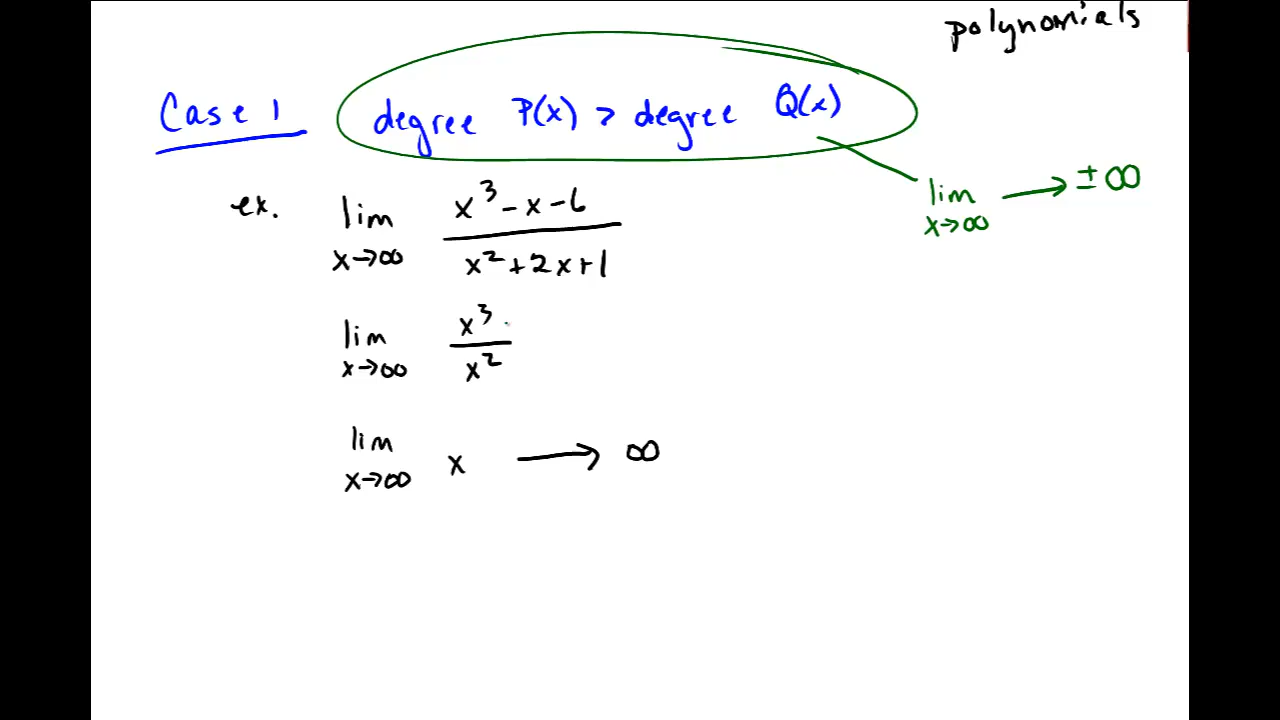 polynomials
Case 1 degree P(x) > degree Q(x)
lim x→∞ → ±∞
ex. lim x→∞ (x³ - x - 6)/(x² + 2x + 1)
lim x→∞ x³/x²
lim x→∞ x → ∞